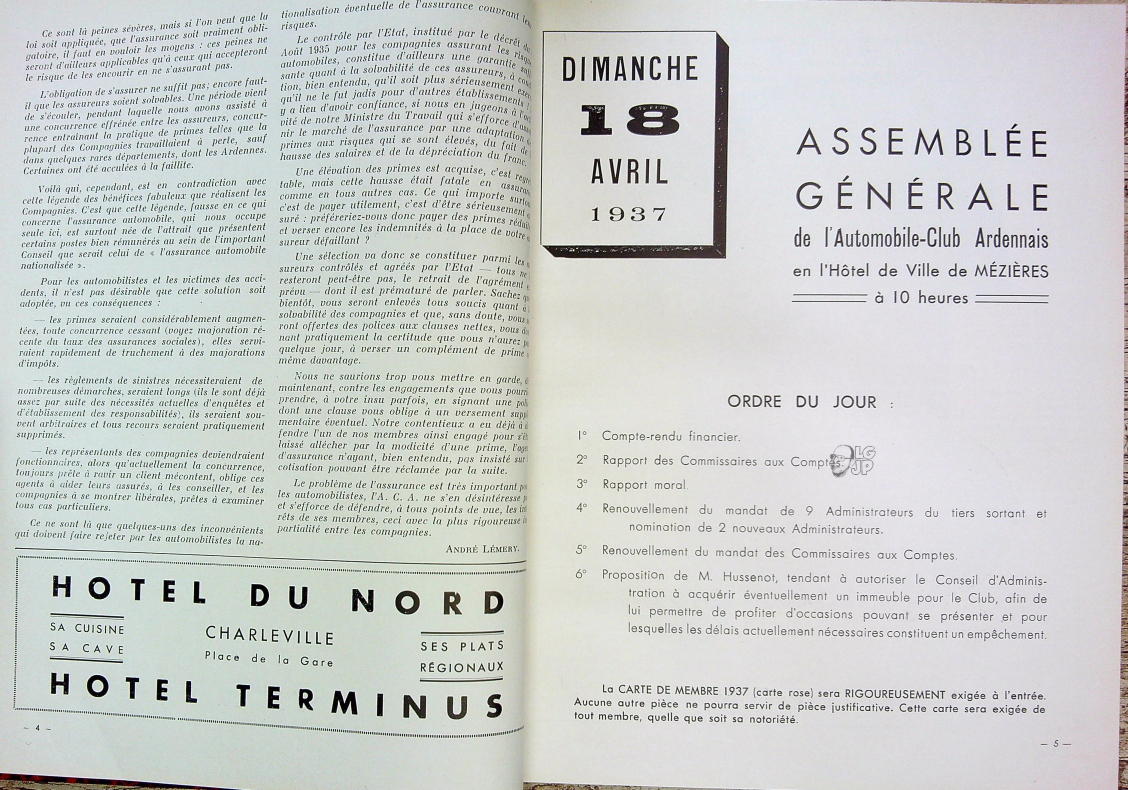 Ce sont là peines sévères, mais si l'on veut que la
loi soit appliquée, que l'assurance soit vraiment obli-
gatoire, il faut en vouloir les moyens : ces peines ne
seront d'ailleurs applicables qu'à ceux qui accepteront
le risque de les encourir en ne s'assurant pas.
L'obligation de s'assurer ne suffit pas; encore faut-
il que les assureurs soient solvables. Une période vient
de s'écouler, pendant laquelle nous avons assisté à
une concurrence effrénée entre les assureurs, concur-
rence entraînant la pratique de primes telles que la
plupart des Compagnies travaillaient à perte, sauf
dans quelques rares départements, dont les Ardennes.
Certaines ont été acculées à la faillite.
Voilà qui, cependant, est en contradiction avec
cette légende des bénéfices fabuleux que réalisent les
Compagnies. C'est que cette légende, fausse en ce qui
concerne l'assurance automobile, qui nous occupe
seule ici, est surtout née de l'attrait que présentent
certains postes bien rémunérés au sein de l'important
Conseil que serait celui de « l'assurance automobile
nationalisée ».
Pour les automobilistes et les victimes des acci-
dents, il n'est pas désirable que cette solution soit
adoptée, vu ces conséquences :
— les primes seraient considérablement augmen-
tées, toute concurrence cessant (voyez majoration ré-
cente du taux des assurances sociales), elles servi-
raient rapidement de truchement à des majorations
d'impôts.
— les règlements de sinistres nécessiteraient de
nombreuses démarches, seraient longs (ils le sont déjà
assez par suite des nécessités actuelles d'enquêtes et
d'établissement des responsabilités), ils seraient sou-
vent arbitraires et tous recours seraient pratiquement
supprimés.
— les représentants des compagnies deviendraient
fonctionnaires, alors qu'actuellement la concurrence,
toujours prête à ravir un client mécontent, oblige ces
agents à aider leurs assurés, à les conseiller, et les
compagnies à se montrer libérales, prêtes à examiner
tous cas particuliers.
Ce ne sont là que quelques-uns des inconvénients
qui doivent faire rejeter par les automobilistes la na-
tionalisation éventuelle de l'assurance couvrant
risques.
Le contrôle par l'Etat, institué par le décret du
Août 1935 pour les compagnies assurant les
automobiles, constitue d'ailleurs une garantie
sante quant à la solvabilité de ces assureurs, à
tion, bien entendu, qu'il soit plus sérieusement
qu'il ne le fut jadis pour d'autres établissements
y a lieu d'avoir confiance, si nous en jugeons à
vité de notre Ministre du Travail qui s'efforce
nir le marché de l'assurance par une adaptation
primes aux risques qui se sont élevés, du fait de
hausse des salaires et de la dépréciation du franc.
Une élévation des primes est acquise, c'est
table, mais cette hausse était fatale en
comme en tous autres cas. Ce qui importe
c'est de payer utilement, c'est d'être sérieusement
suré : préféreriez-vous donc payer des primes
et verser encore les indemnités à la place de votre
sureur défaillant ?
Une sélection va donc se constituer parmi les
sureurs contrôlés et agréés par l'Etat — tous ne
resteront peut-être pas, le retrait de l'agrément
prévu — dont il est prématuré de parler. Sachez
bientôt, vous seront enlevés tous soucis quant à
solvabilité des compagnies et que, sans doute, vous
ront offertes des polices aux clauses nettes, vous
nant pratiquement la certitude que vous n'aurez
quelque jour, à verser un complément de prime
même davantage.
Nous ne saurions trop vous mettre en garde,
maintenant, contre les engagements que vous
prendre, à votre insu parfois, en signant une
dont une clause vous oblige à un versement
mentaire éventuel. Notre contentieux a eu déjà à
fendre l'un de nos membres ainsi engagé pour
laissé allécher par la modicité d'une prime,
d'assurance n'ayant, bien entendu, pas insisté sur
cotisation pouvant être réclamée par la suite.
Le problème de l'assurance est très important
les automobilistes, l'A. C. A. ne s'en désintéresse
et s'efforce de défendre, à tous points de vue, les
rêts de ses membres, ceci avec la plus rigoureuse
partialité entre les compagnies.
ANDRÉ LÉMERY.
HOTEL DU NORD
SA CUISINE
SA CAVE
CHARLEVILLE
Place de la Gare
SES PLATS
RÉGIONAUX
HOTEL TERMINUS
— 4 —
DIMANCHE
18
AVRIL
1937
ASSEMBLÉE
GÉNÉRALE
de l'Automobile-Club Ardennais
en l'Hôtel de Ville de MÉZIÈRES
à 10 heures
ORDRE DU JOUR :
1° Compte-rendu financier.
2° Rapport des Commissaires aux Comptes.
3° Rapport moral.
4° Renouvellement du mandat de 9 Administrateurs du tiers sortant et
nomination de 2 nouveaux Administrateurs.
5° Renouvellement du mandat des Commissaires aux Comptes.
6° Proposition de M. Hussenot, tendant à autoriser le Conseil d'Adminis-
tration à acquérir éventuellement un immeuble pour le Club, afin de
lui permettre de profiter d'occasions pouvant se présenter et pour
lesquelles les délais actuellement nécessaires constituent un empêchement.
La CARTE DE MEMBRE 1937 (carte rose) sera RIGOUREUSEMENT exigée à l'entrée.
Aucune autre pièce ne pourra servir de pièce justificative. Cette carte sera exigée de
tout membre, quelle que soit sa notoriété.
— 5 —
LG
JP